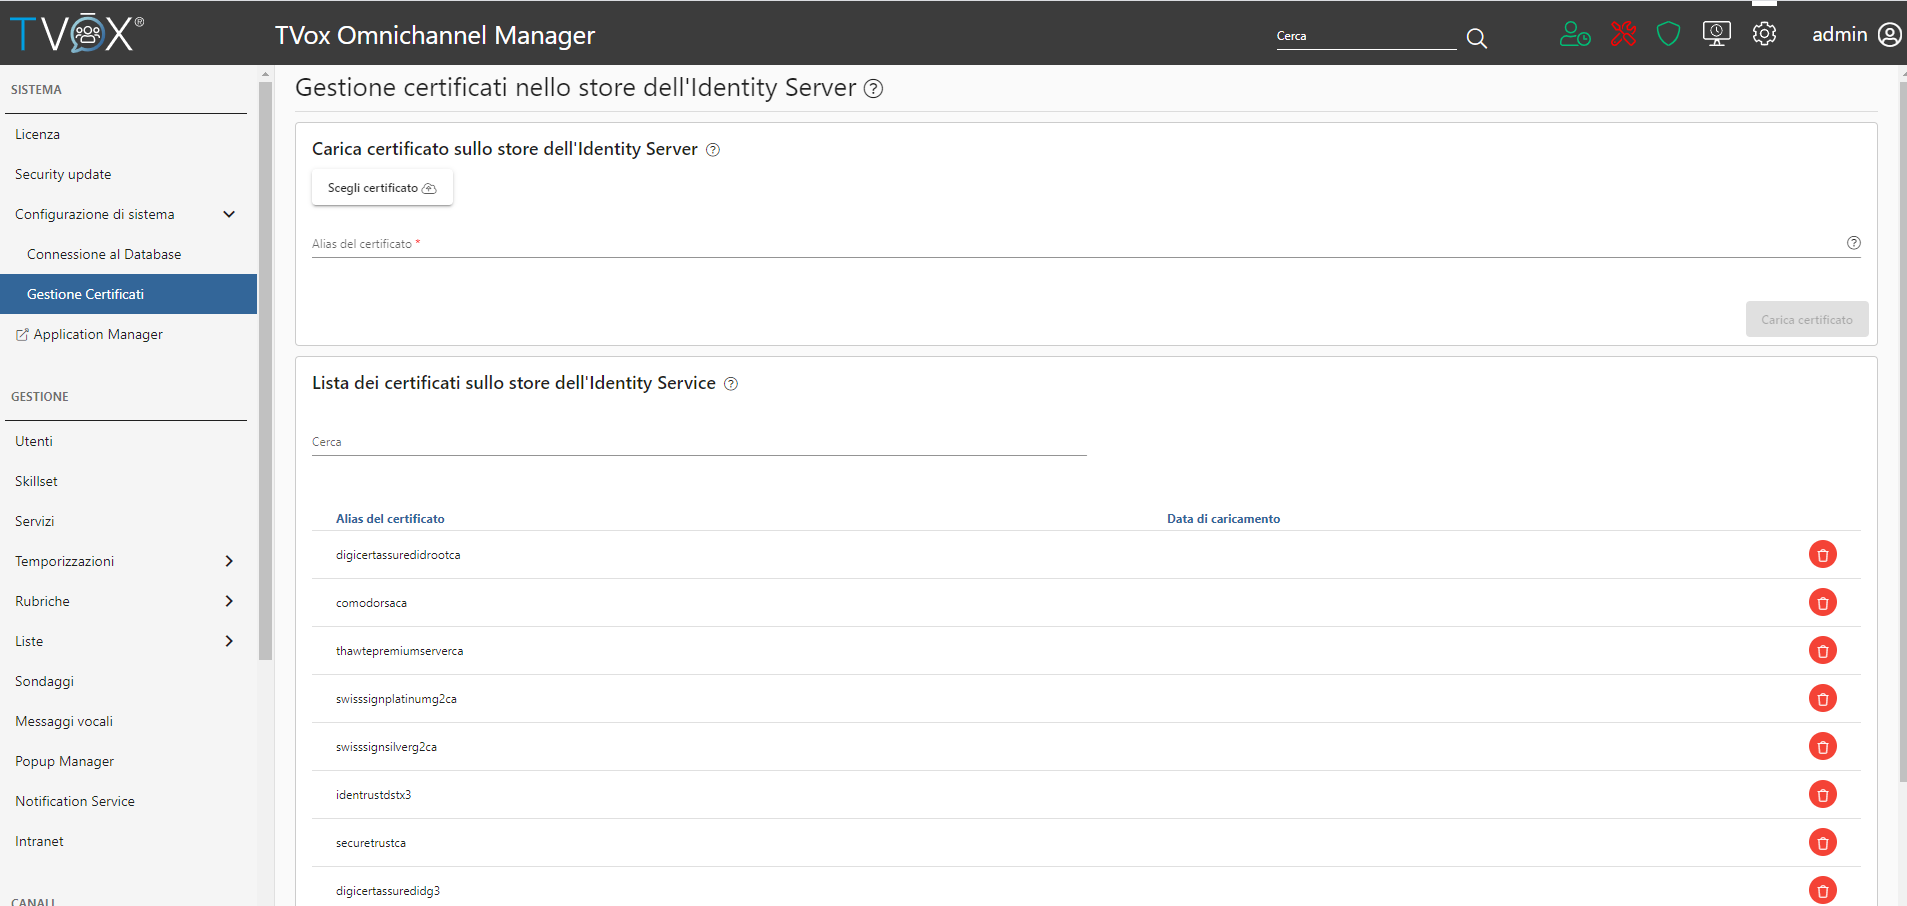 TVOX®
TVox Omnichannel Manager
Cerca
admin
SISTEMA
Licenza
Security update
Configurazione di sistema
Connessione al Database
Gestione Certificati
Application Manager
GESTIONE
Utenti
Skillset
Servizi
Temporizzazioni
Rubriche
Liste
Sondaggi
Messaggi vocali
Popup Manager
Notification Service
Intranet
CANALI
Gestione certificati nello store dell'Identity Server
Carica certificato sullo store dell'Identity Server
Scegli certificato
Alias del certificato *
Carica certificato
Lista dei certificati sullo store dell'Identity Service
Cerca
Alias del certificato Data di caricamento
digicertassuredidrootca
comodorsaca
thawtepremiumserverca
swisssignplatinumg2ca
swisssignsilverg2ca
identrustdstx3
securetrustca
digicertassuredidg3